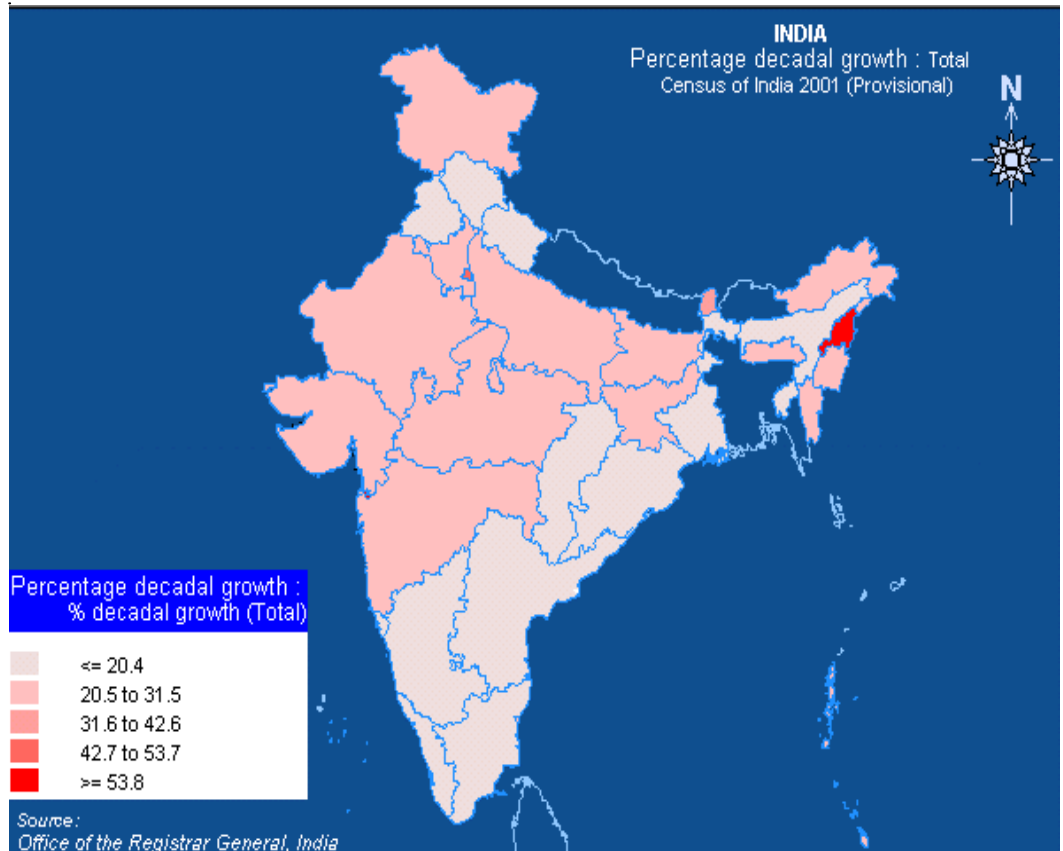 INDIA
Percentage decadal growth : Total
Census of India 2001 (Provisional)
N
Percentage decadal growth :
% decadal growth (Total)
<= 20.4
20.5 to 31.5
31.6 to 42.6
42.7 to 53.7
>= 53.8
Source:
Office of the Registrar General, India